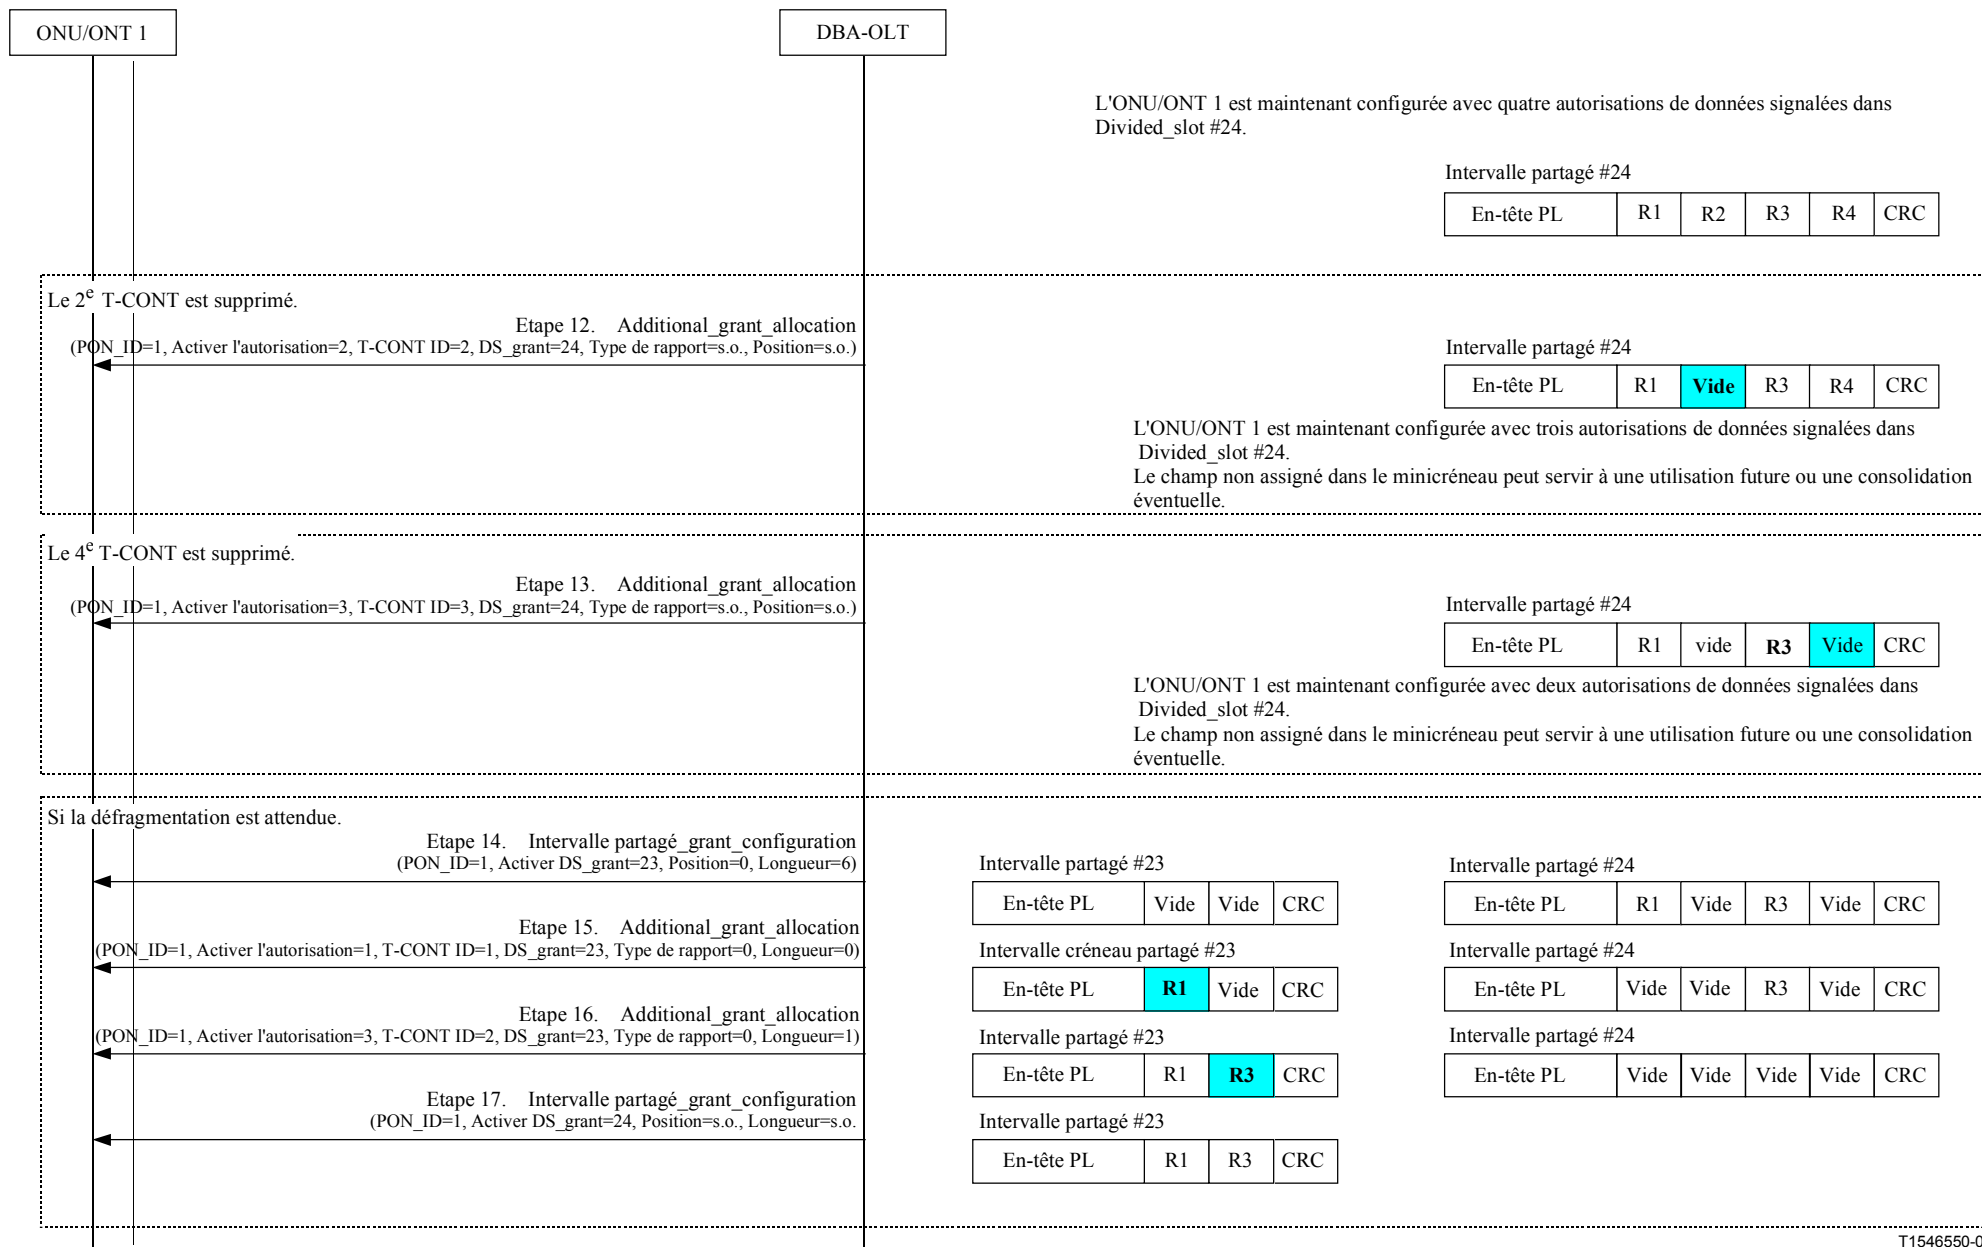 ONU/ONT 1
DBA-OLT
L'ONU/ONT 1 est maintenant configurée avec quatre autorisations de données signalées dans
Divided_slot #24.
Intervalle partagé #24
En-tête PL R1 R2 R3 R4 CRC
Le 2e T-CONT est supprimé.
Etape 12. Additional_grant_allocation
(PON_ID=1, Activer l'autorisation=2, T-CONT ID=2, DS_grant=24, Type de rapport=s.o., Position=s.o.)
Intervalle partagé #24
En-tête PL R1 Vide R3 R4 CRC
L'ONU/ONT 1 est maintenant configurée avec trois autorisations de données signalées dans
Divided_slot #24.
Le champ non assigné dans le minicréneau peut servir à une utilisation future ou une consolidation
éventuelle.
Le 4e T-CONT est supprimé.
Etape 13. Additional_grant_allocation
(PON_ID=1, Activer l'autorisation=3, T-CONT ID=3, DS_grant=24, Type de rapport=s.o., Position=s.o.)
Intervalle partagé #24
En-tête PL R1 vide R3 Vide CRC
L'ONU/ONT 1 est maintenant configurée avec deux autorisations de données signalées dans
Divided_slot #24.
Le champ non assigné dans le minicréneau peut servir à une utilisation future ou une consolidation
éventuelle.
Si la défragmentation est attendue.
Etape 14. Intervalle partagé_grant_configuration
(PON_ID=1, Activer DS_grant=23, Position=0, Longueur=6)
Intervalle partagé #23
En-tête PL Vide Vide CRC
Intervalle partagé #24
En-tête PL R1 Vide R3 Vide CRC
Etape 15. Additional_grant_allocation
(PON_ID=1, Activer l'autorisation=1, T-CONT ID=1, DS_grant=23, Type de rapport=0, Longueur=0)
Intervalle créneau partagé #23
En-tête PL R1 Vide CRC
Intervalle partagé #24
En-tête PL Vide Vide R3 Vide CRC
Etape 16. Additional_grant_allocation
(PON_ID=1, Activer l'autorisation=3, T-CONT ID=2, DS_grant=23, Type de rapport=0, Longueur=1)
Intervalle partagé #23
En-tête PL R1 R3 CRC
Intervalle partagé #24
En-tête PL Vide Vide Vide Vide CRC
Etape 17. Intervalle partagé_grant_configuration
(PON_ID=1, Activer DS_grant=24, Position=s.o., Longueur=s.o.
Intervalle partagé #23
En-tête PL R1 R3 CRC
T1546550-0